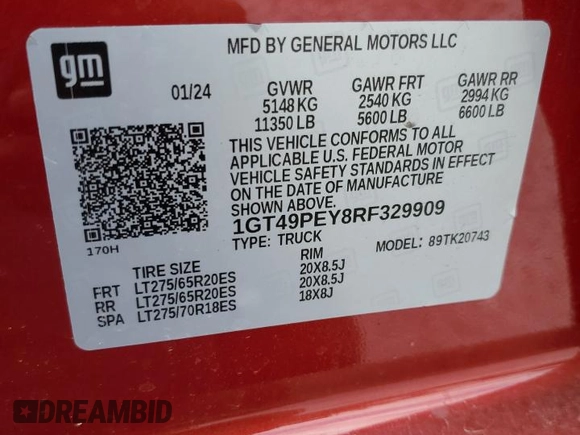 gm
MFD BY GENERAL MOTORS LLC
01/24 GVWR GAWR FRT GAWR RR
5148 KG 2540 KG 2994 KG
11350 LB 5600 LB 6600 LB
THIS VEHICLE CONFORMS TO ALL
APPLICABLE U.S. FEDERAL MOTOR
VEHICLE SAFETY STANDARDS IN EFFECT
ON THE DATE OF MANUFACTURE
SHOWN ABOVE.
170H
1GT49PEY8RF329909
TYPE: TRUCK MODEL: 89TK20743
TIRE SIZE RIM
FRT LT275/65R20ES 20X8.5J
RR LT275/65R20ES 20X8.5J
SPA LT275/70R18ES 18X8J
DREAMBID